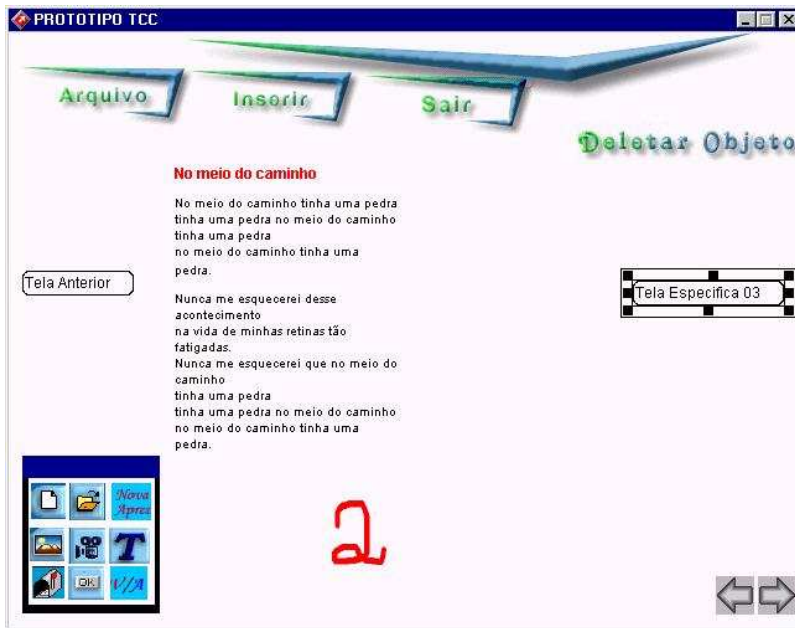 PROTOTIPO TCC
Arquivo
Inserir
Sair
Deletar Objeto
No meio do caminho
No meio do caminho tinha uma pedra
tinha uma pedra no meio do caminho
tinha uma pedra
no meio do caminho tinha uma
pedra.
Nunca me esquecerei desse
acontecimento
na vida de minhas retinas tão
fatigadas.
Nunca me esquecerei que no meio do
caminho
tinha uma pedra
tinha uma pedra no meio do caminho
no meio do caminho tinha uma
pedra.
Tela Anterior
Tela Especifica 03
Nova
Apres
T
OK
V/A
2